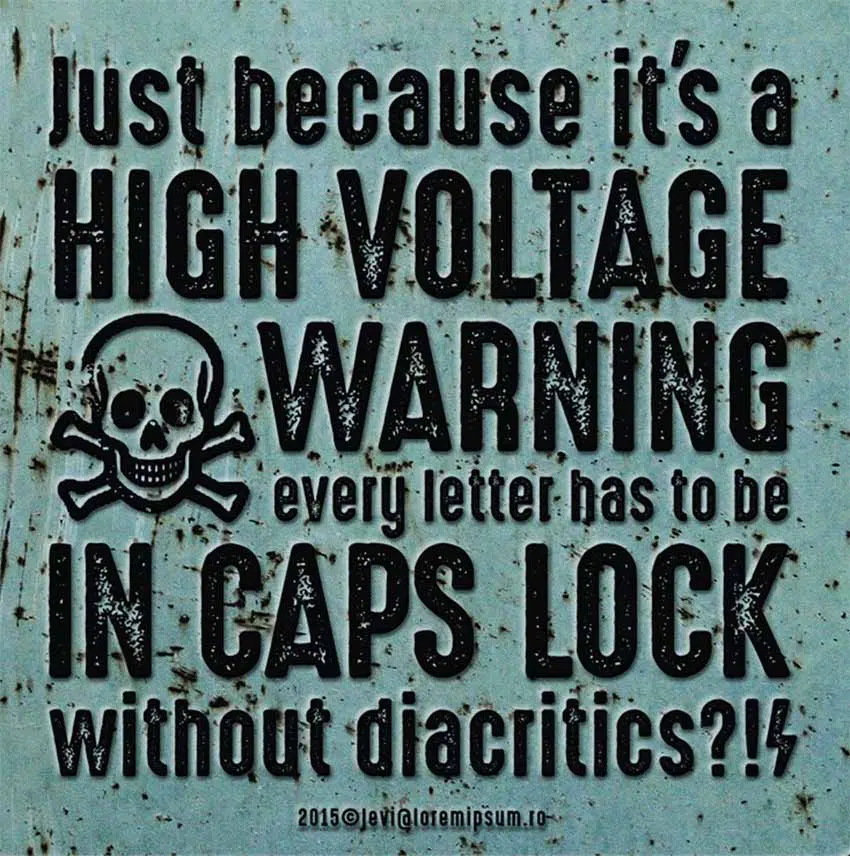 Just because it's a
HIGH VOLTAGE
WARNING
every letter has to be
IN CAPS LOCK
without diacritics?!
2015©levi@loremipsum.ro